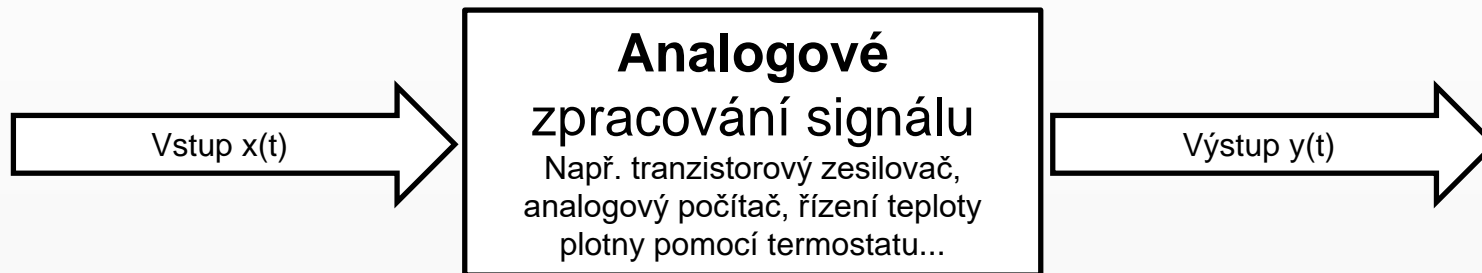 Vstup x(t)
Analogové
zpracování signálu
Např. tranzistorový zesilovač,
analogový počítač, řízení teploty
plotny pomocí termostatu...
Výstup y(t)